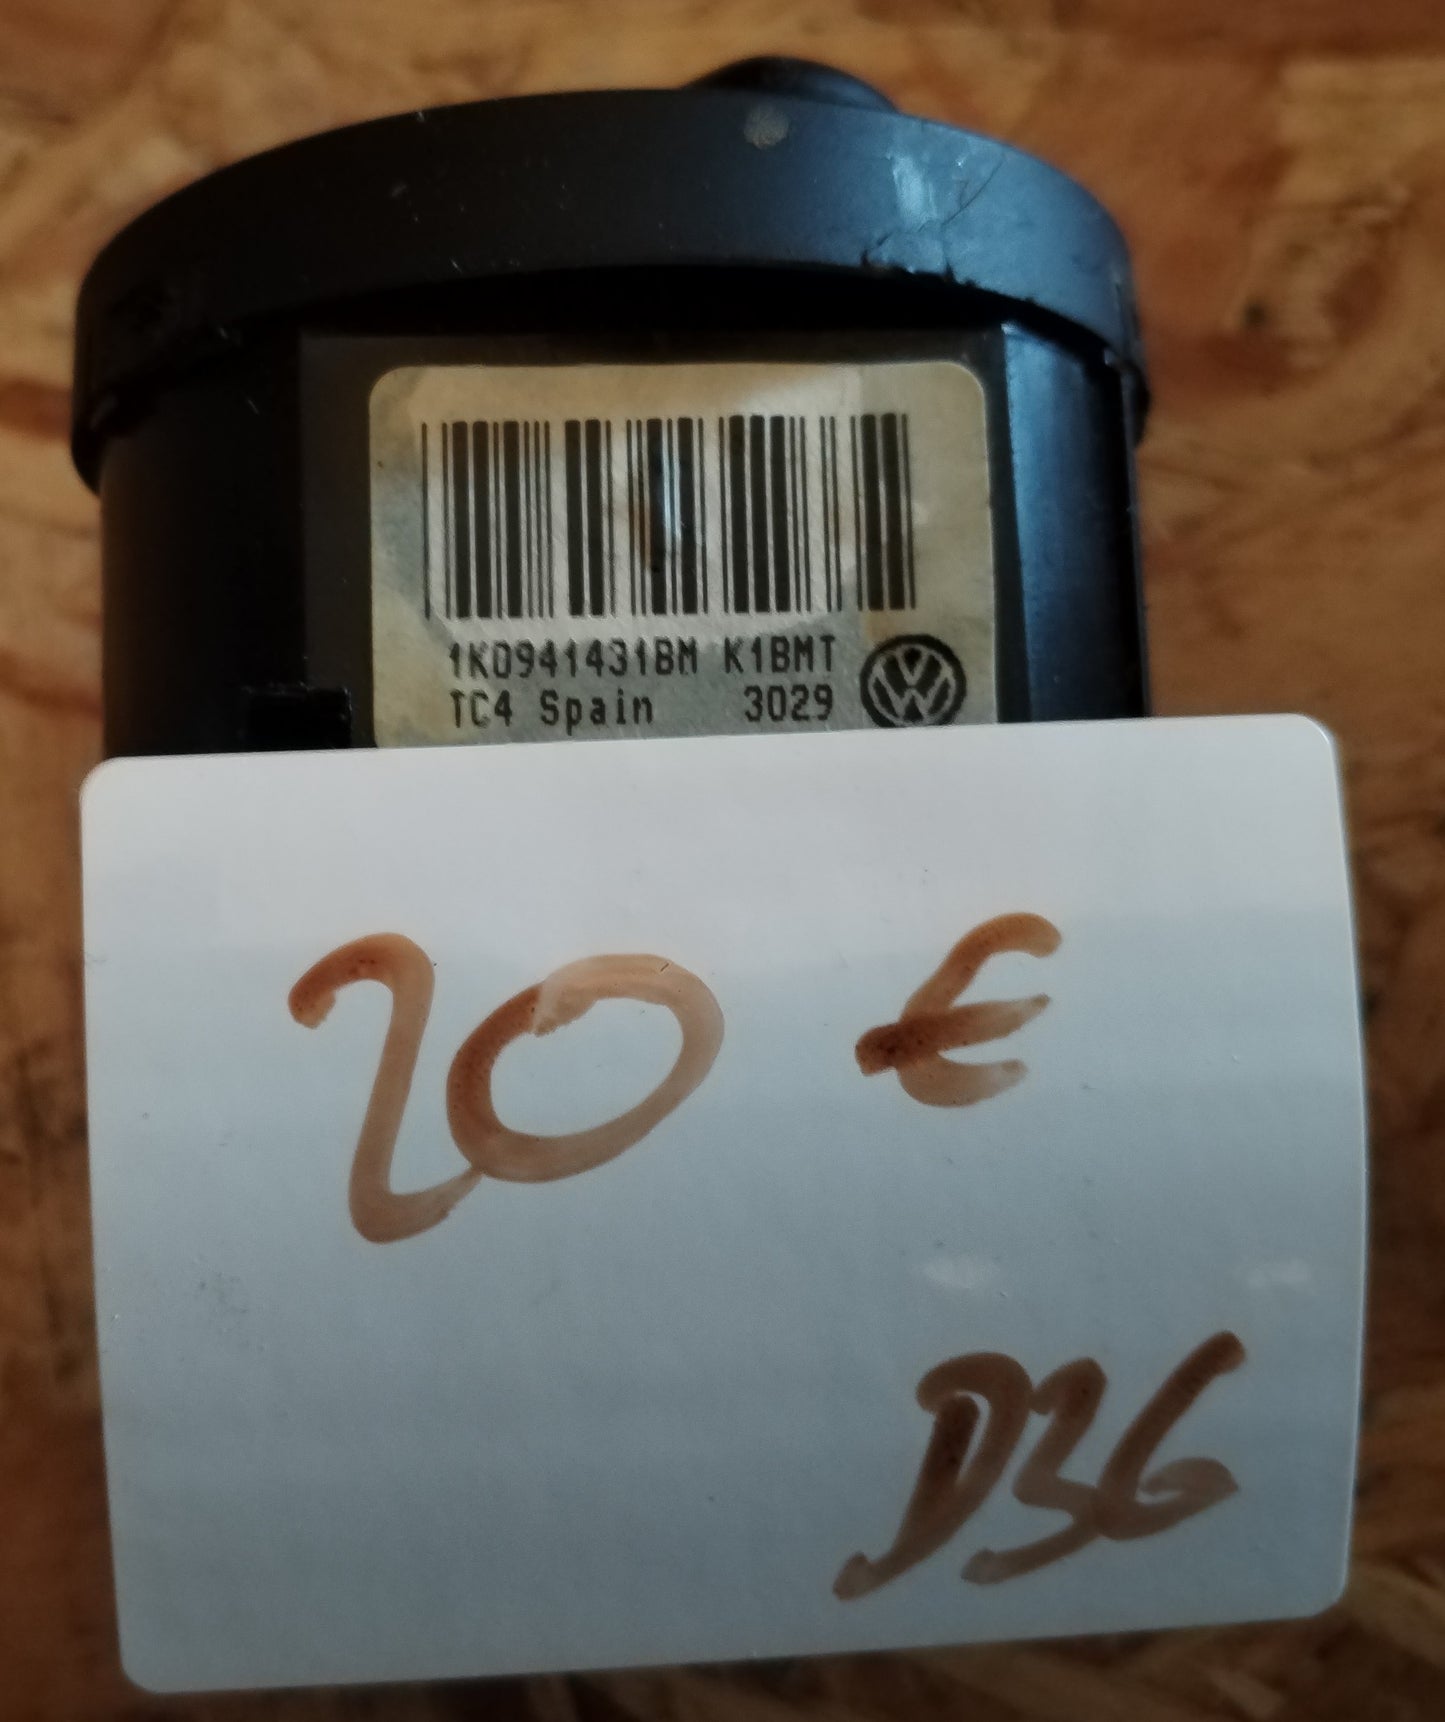 1K0941431BM K1BMT
TC4 Spain 3029
20 €
D36